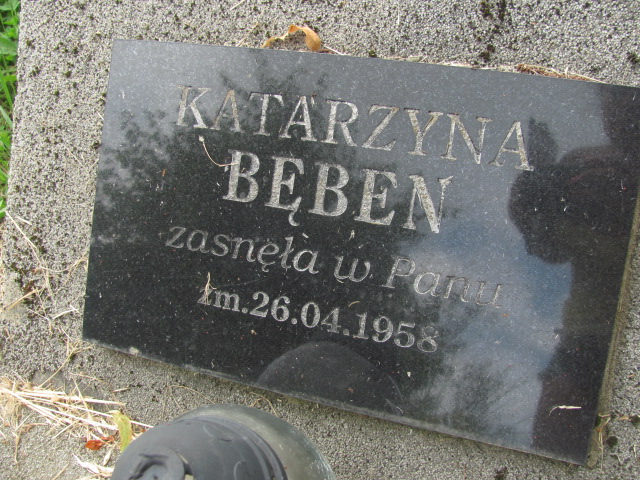 KATARZYNA
BĘBEN
zasnęła w Panu
zm.26.04.1958